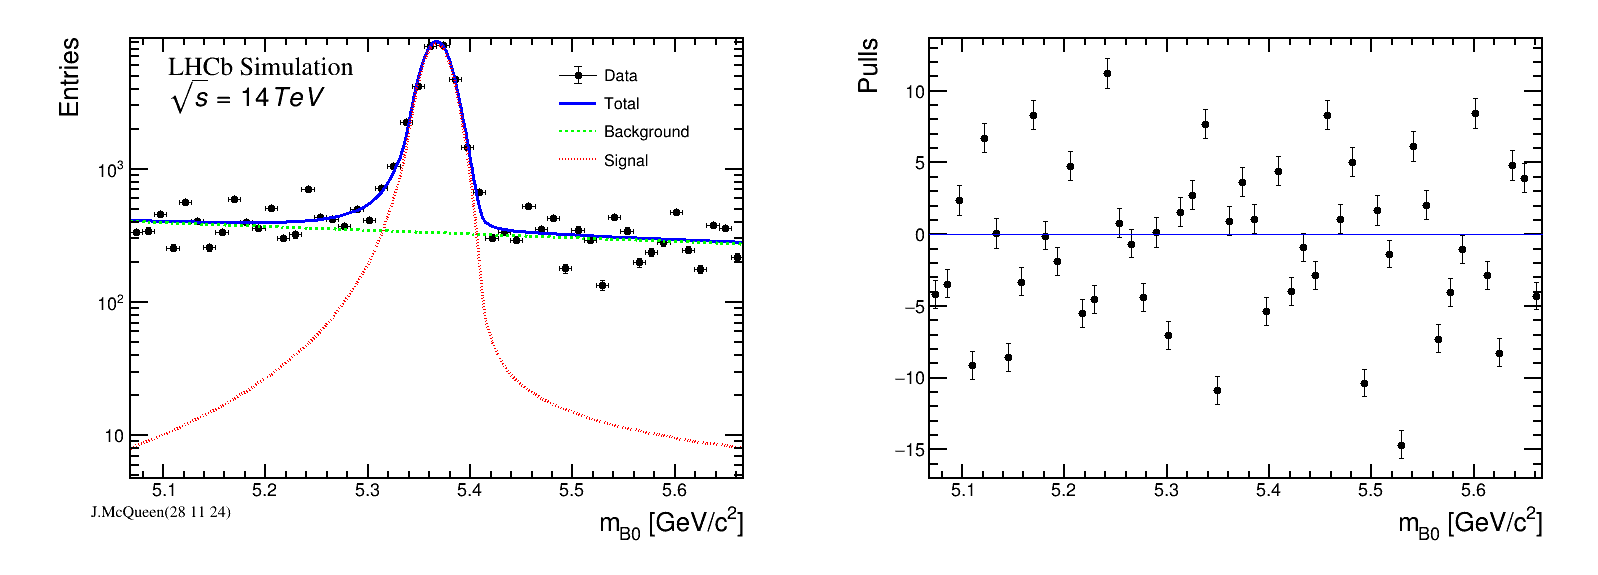 Entries
LHCb Simulation
√s = 14 TeV
Data
Total
Background
Signal
10³
10²
10
5.1 5.2 5.3 5.4 5.5 5.6
m_B0 [GeV/c²]
J.McQueen(28 11 24)
Pulls
10
5
0
−5
−10
−15
5.1 5.2 5.3 5.4 5.5 5.6
m_B0 [GeV/c²]